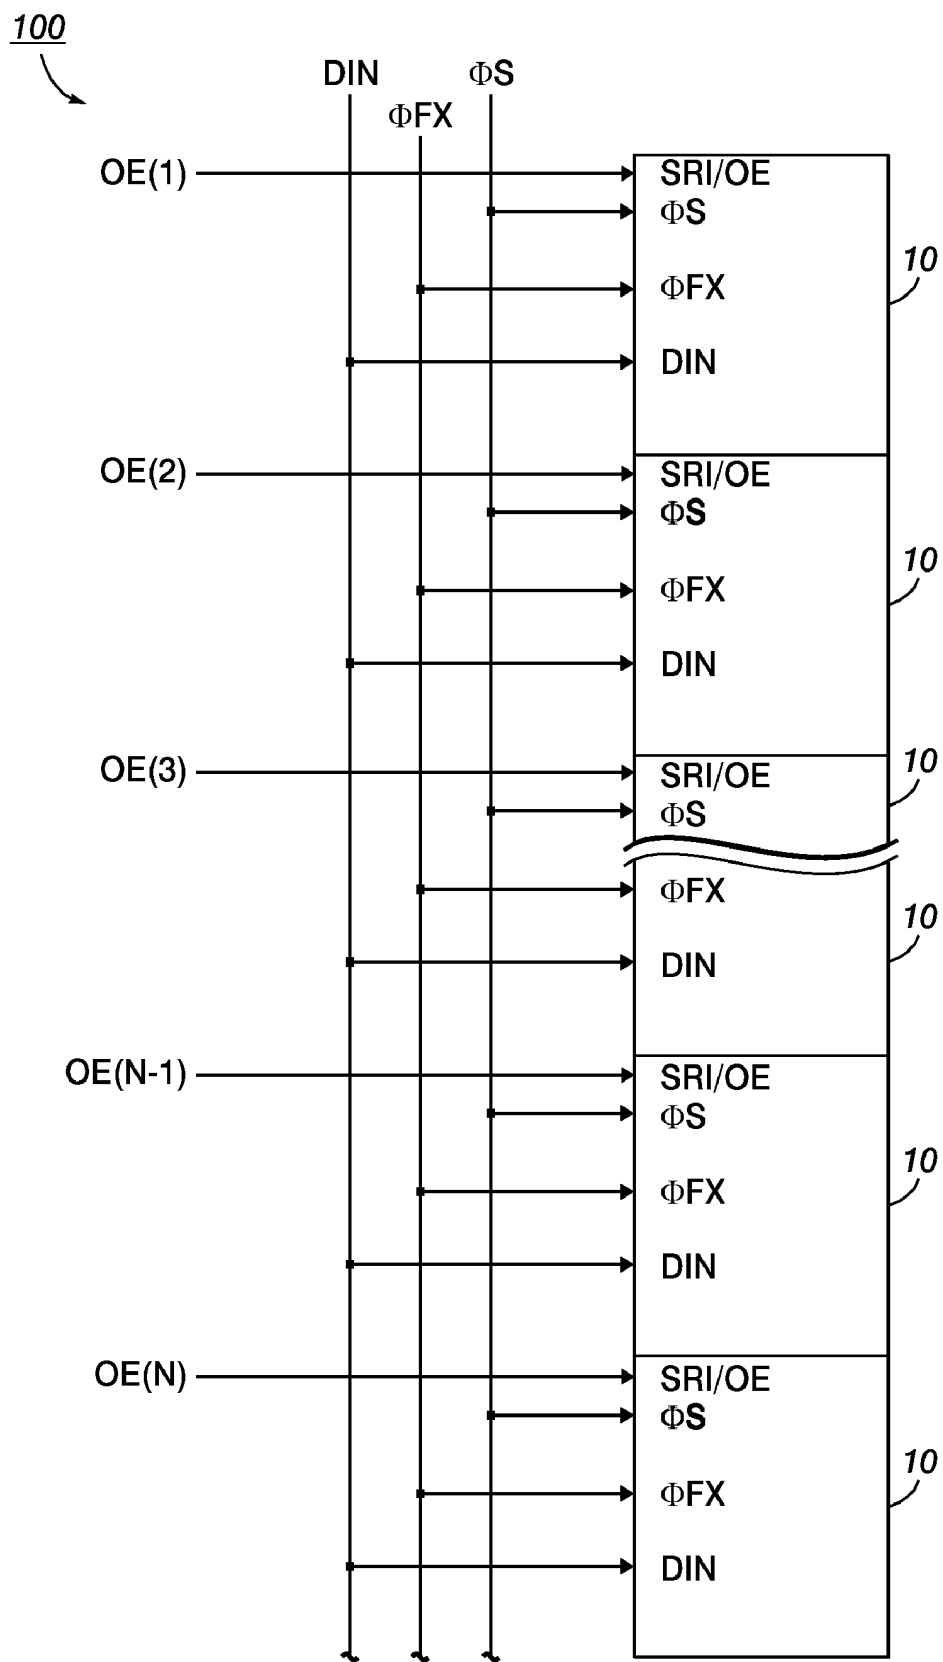 100
DIN ΦS
ΦFX
OE(1) SRI/OE
ΦS
10
ΦFX
DIN
OE(2) SRI/OE
ΦS
10
ΦFX
DIN
10
OE(3) SRI/OE
ΦS
ΦFX
10
DIN
OE(N-1) SRI/OE
ΦS
10
ΦFX
DIN
OE(N) SRI/OE
ΦS
10
ΦFX
DIN